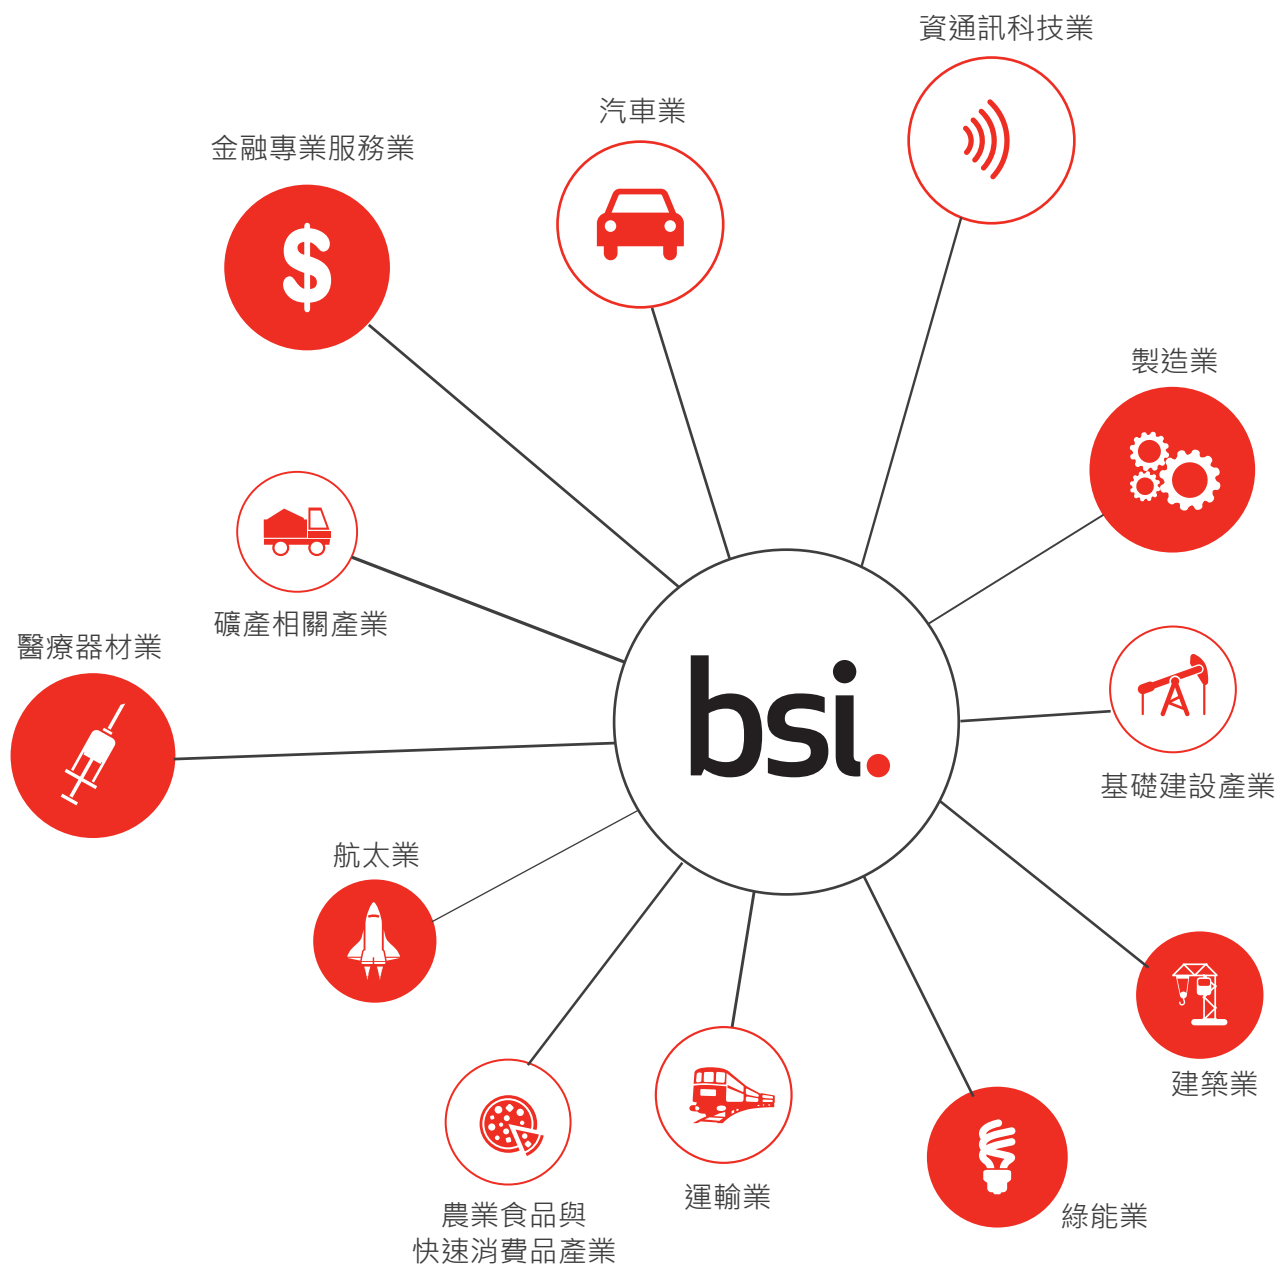 資通訊科技業
汽車業
金融專業服務業
製造業
礦產相關產業
醫療器材業
bsi.
基礎建設產業
航太業
建築業
運輸業
農業食品與
快速消費品產業
綠能業